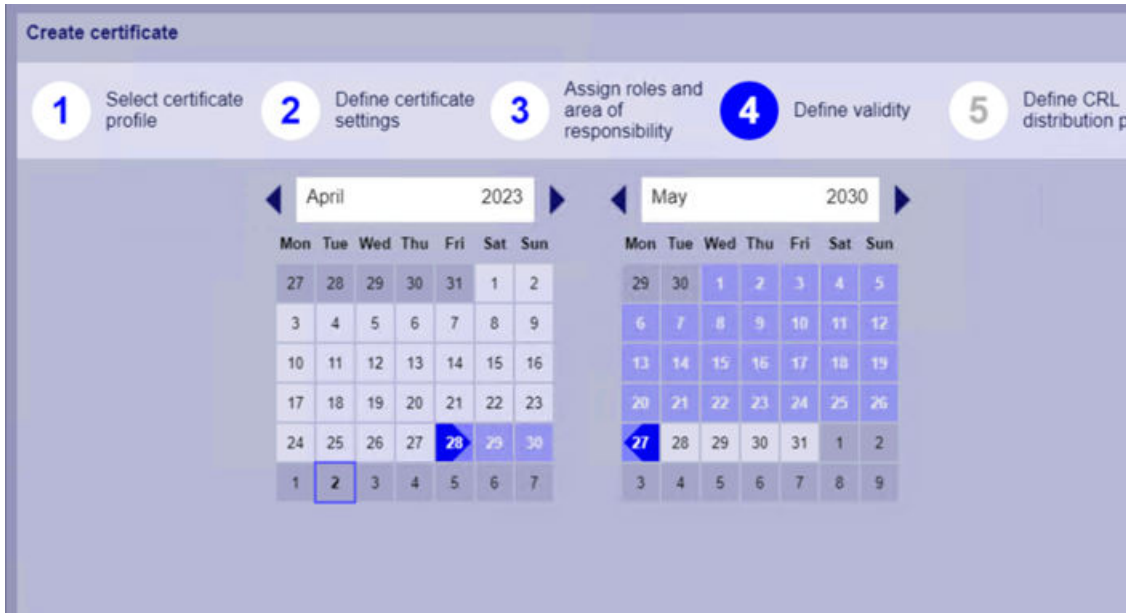 Create certificate
1 Select certificate profile
2 Define certificate settings
3 Assign roles and area of responsibility
4 Define validity
5 Define CRL distribution p
April 2023
Mon Tue Wed Thu Fri Sat Sun
27 28 29 30 31 1 2
3 4 5 6 7 8 9
10 11 12 13 14 15 16
17 18 19 20 21 22 23
24 25 26 27 28 29 30
1 2 3 4 5 6 7
May 2030
Mon Tue Wed Thu Fri Sat Sun
29 30 1 2 3 4 5
6 7 8 9 10 11 12
13 14 15 16 17 18 19
20 21 22 23 24 25 26
27 28 29 30 31 1 2
3 4 5 6 7 8 9